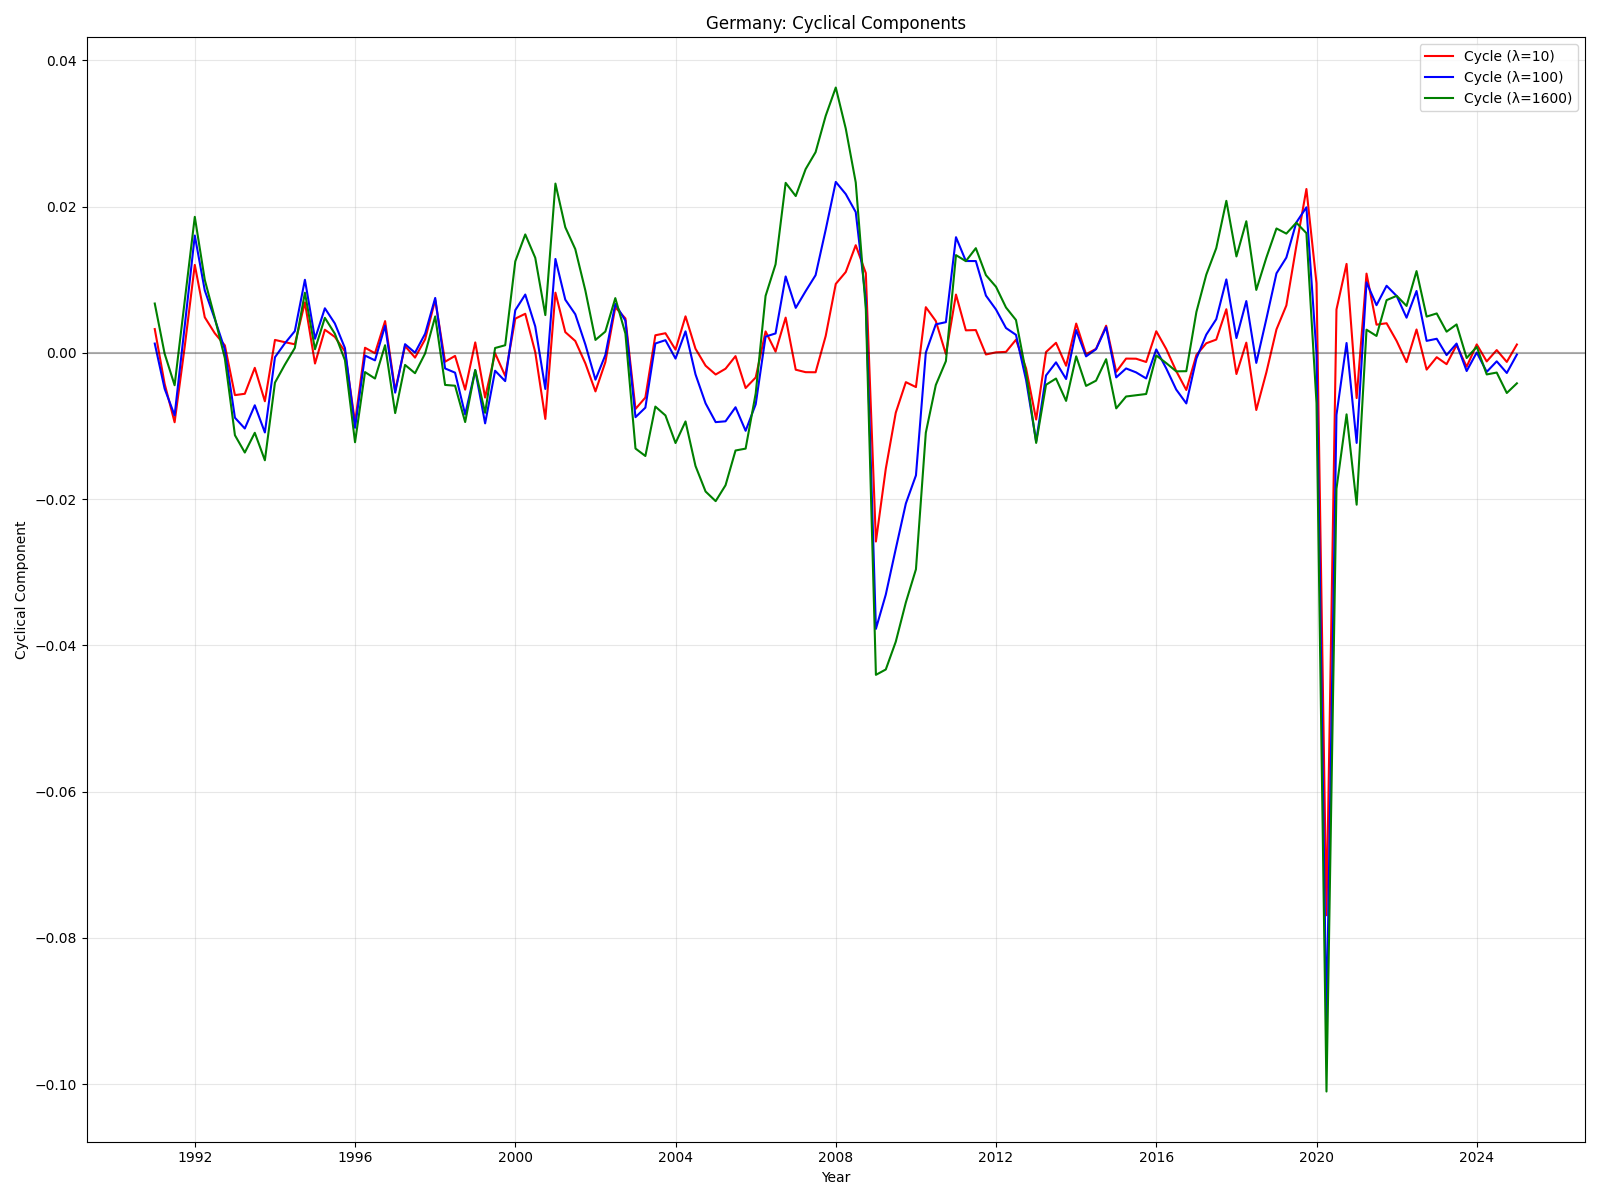 Germany: Cyclical Components
Cycle (λ=10)
Cycle (λ=100)
Cycle (λ=1600)
Cyclical Component
0.04
0.02
0.00
−0.02
−0.04
−0.06
−0.08
−0.10
1992 1996 2000 2004 2008 2012 2016 2020 2024
Year